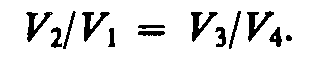 V₂/V₁ = V₃/V₄.